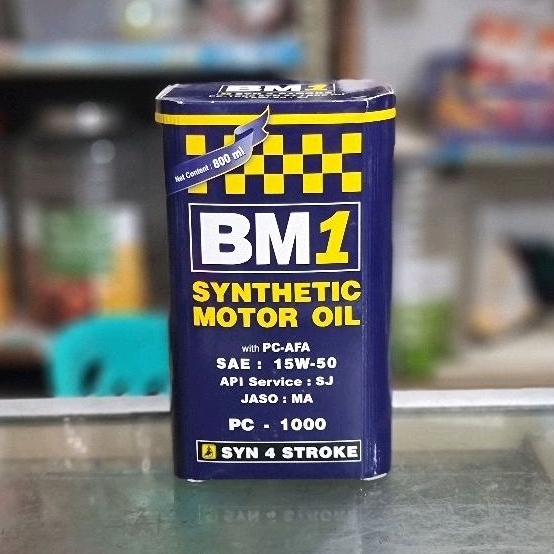 BM1
Net Content : 800 ml
BM1
SYNTHETIC
MOTOR OIL
with PC-AFA
SAE : 15W-50
API Service : SJ
JASO : MA
PC - 1000
SYN 4 STROKE